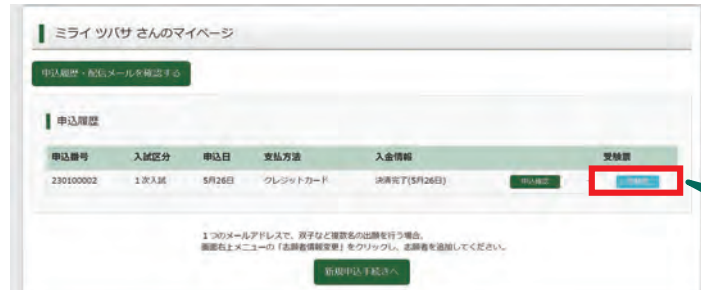 ミライ ツバサ さんのマイページ
申込履歴・配信メールを確認する
申込履歴
申込番号 入試区分 申込日 支払方法 入金情報 受験票
230100002 1次入試 5月26日 クレジットカード 決済完了(5月26日) 申込確認 受験票
1つのメールアドレスで、双子など複数名の出願を行う場合、
画面右上メニューの「志願者情報変更」をクリックし、志願者を追加してください。
新規申込手続きへ